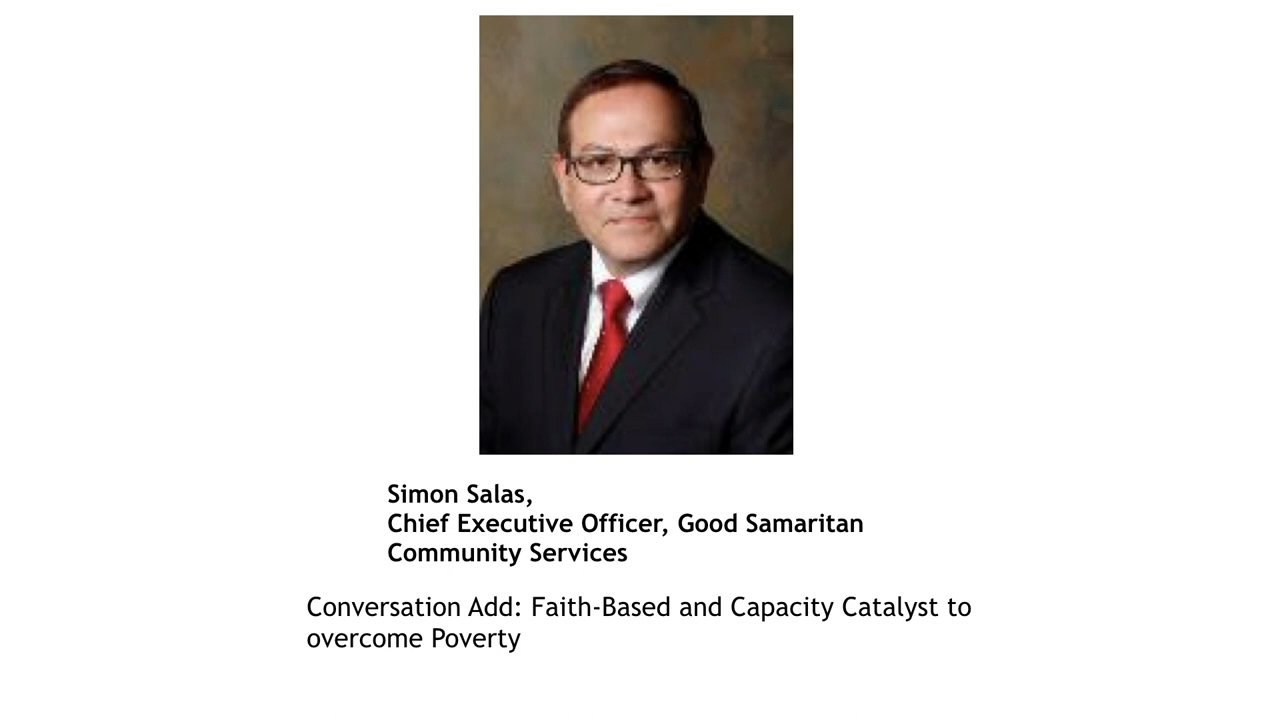 Simon Salas,
Chief Executive Officer, Good Samaritan
Community Services
Conversation Add: Faith-Based and Capacity Catalyst to
overcome Poverty